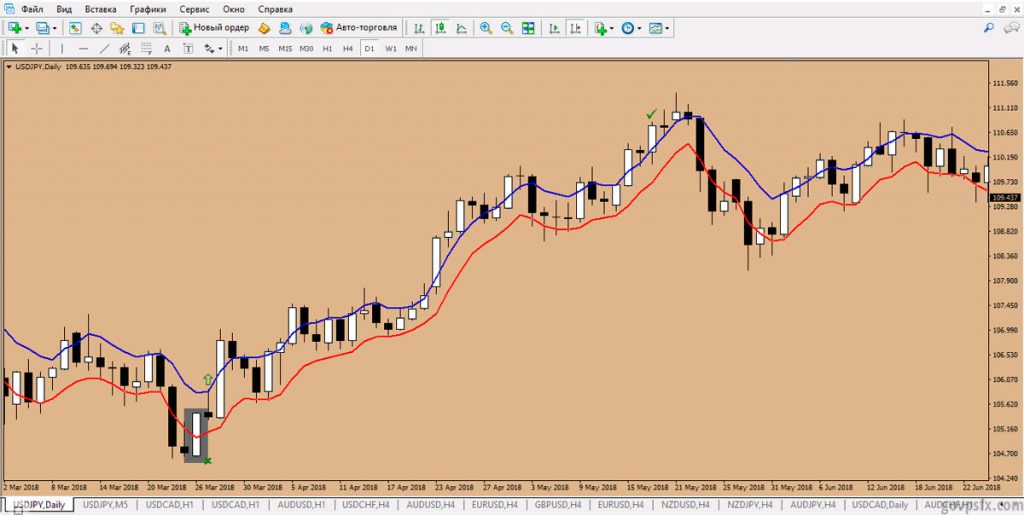 Файл Вид Вставка Графики Сервис Окно Справка
Новый ордер Авто-торговля
A T M1 M5 M15 M30 H1 H4 D1 W1 MN
USDJPY,Daily 109.635 109.694 109.323 109.437
111.560
111.110
110.650
110.190
109.730
109.437
109.280
108.820
108.360
107.900
107.450
106.990
106.530
106.070
105.620
105.160
104.700
104.240
2 Mar 2018 8 Mar 2018 14 Mar 2018 20 Mar 2018 26 Mar 2018 30 Mar 2018 5 Apr 2018 11 Apr 2018 17 Apr 2018 23 Apr 2018 27 Apr 2018 3 May 2018 9 May 2018 15 May 2018 21 May 2018 25 May 2018 31 May 2018 6 Jun 2018 12 Jun 2018 18 Jun 2018 22 Jun 2018
USDJPY,Daily USDJPY,M5 USDCAD,H1 USDCAD,H1 AUDUSD,H1 USDCHF,H4 AUDJPY,H4 EURUSD,H4 GBPUSD,H4 EURUSD,H4 NZDUSD,H4 NZDJPY,H4 AUDJPY,H4 USDCAD,Daily
govpsfx.com